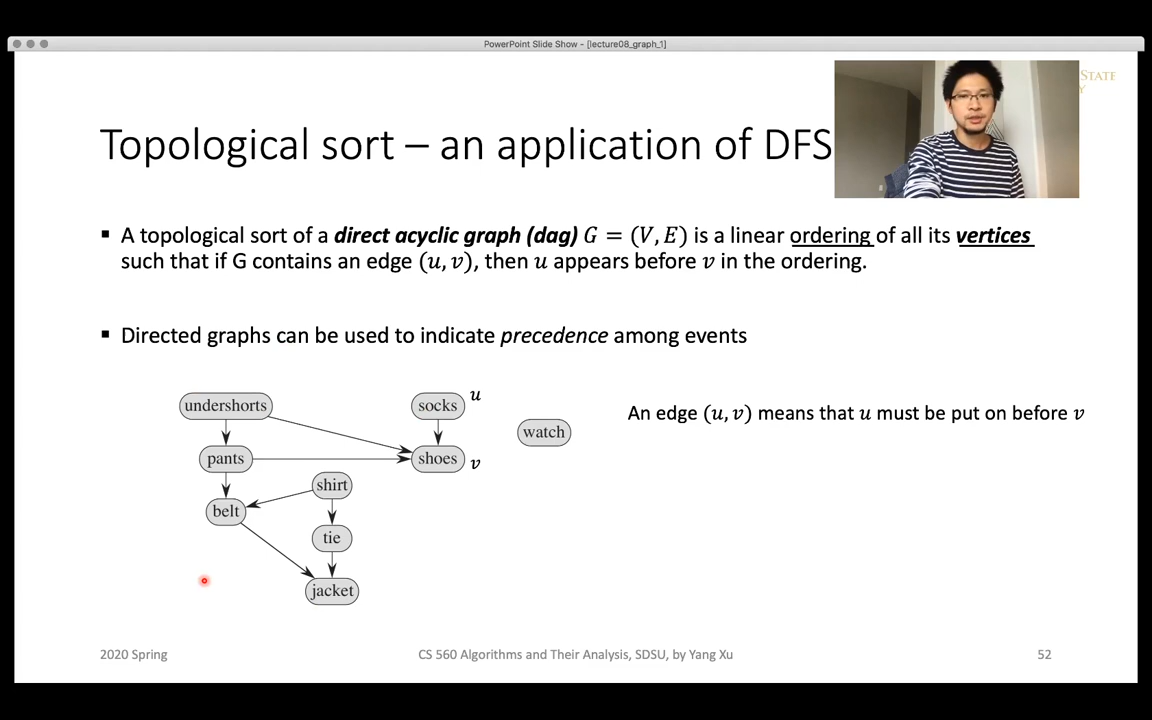 PowerPoint Slide Show - [lecture08_graph_1]
STATE
Y
Topological sort – an application of DFS
▪ A topological sort of a direct acyclic graph (dag) G = (V, E) is a linear ordering of all its vertices
such that if G contains an edge (u, v), then u appears before v in the ordering.
▪ Directed graphs can be used to indicate precedence among events
undershorts
socks
u
watch
An edge (u, v) means that u must be put on before v
pants
shoes
v
shirt
belt
tie
jacket
2020 Spring
CS 560 Algorithms and Their Analysis, SDSU, by Yang Xu
52